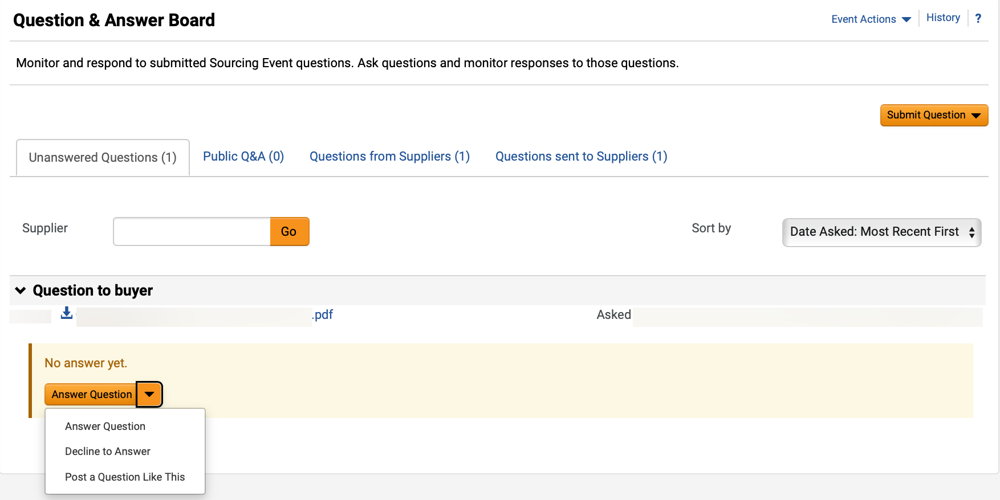 Question & Answer Board
Event Actions History ?
Monitor and respond to submitted Sourcing Event questions. Ask questions and monitor responses to those questions.
Submit Question
Unanswered Questions (1) Public Q&A (0) Questions from Suppliers (1) Questions sent to Suppliers (1)
Supplier Go Sort by Date Asked: Most Recent First
Question to buyer
.pdf Asked
No answer yet.
Answer Question
Answer Question
Decline to Answer
Post a Question Like This